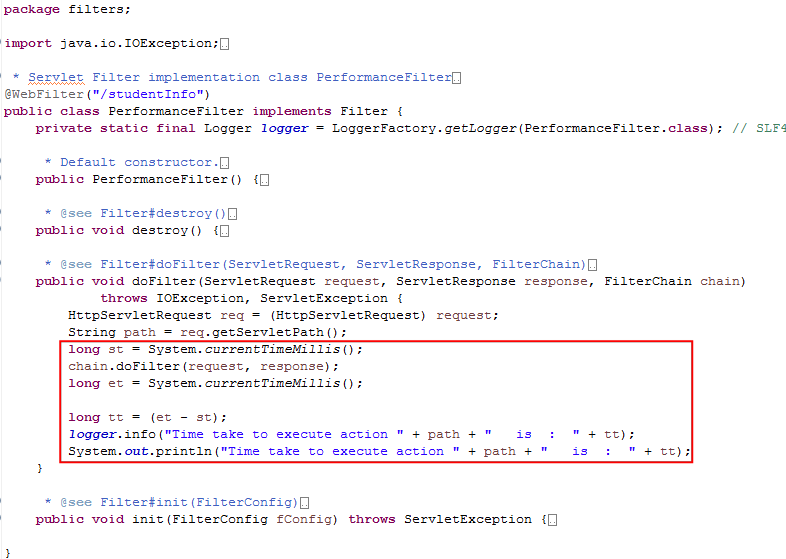 package filters;
import java.io.IOException;
* Servlet Filter implementation class PerformanceFilter
@WebFilter("/studentInfo")
public class PerformanceFilter implements Filter {
private static final Logger logger = LoggerFactory.getLogger(PerformanceFilter.class); // SLF4
* Default constructor.
public PerformanceFilter() {
* @see Filter#destroy()
public void destroy() {
* @see Filter#doFilter(ServletRequest, ServletResponse, FilterChain)
public void doFilter(ServletRequest request, ServletResponse response, FilterChain chain)
throws IOException, ServletException {
HttpServletRequest req = (HttpServletRequest) request;
String path = req.getServletPath();
long st = System.currentTimeMillis();
chain.doFilter(request, response);
long et = System.currentTimeMillis();
long tt = (et - st);
logger.info("Time take to execute action " + path + "   is  :  " + tt);
System.out.println("Time take to execute action " + path + "   is  :  " + tt);
}
* @see Filter#init(FilterConfig)
public void init(FilterConfig fConfig) throws ServletException {
}